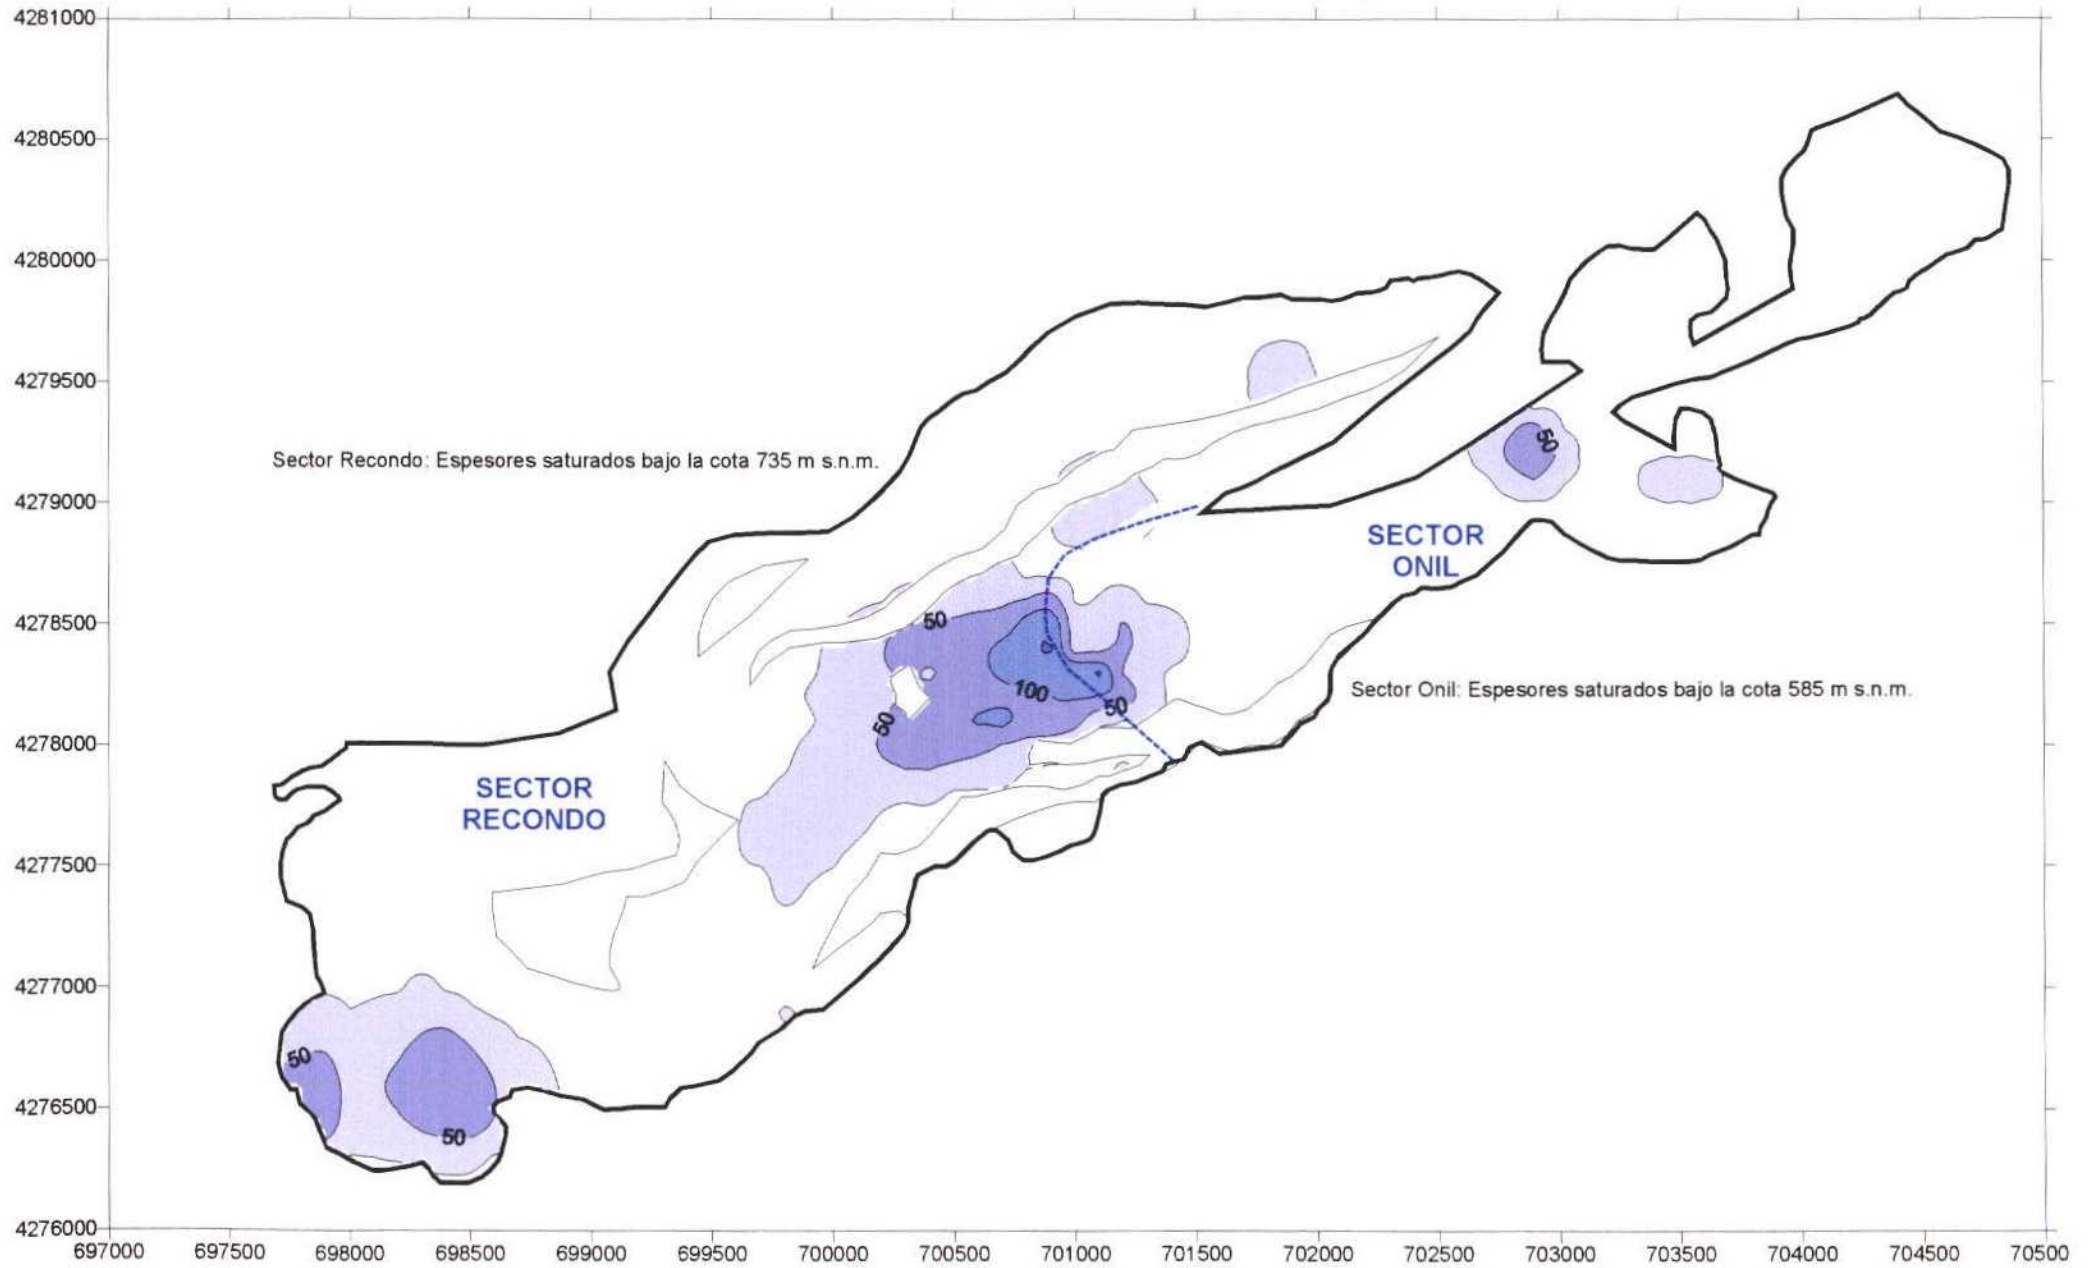 4281000
4280500
4280000
4279500
Sector Recondo: Espesores saturados bajo la cota 735 m s.n.m.
50
4279000
SECTOR
ONIL
4278500
50
Sector Onil: Espesores saturados bajo la cota 585 m s.n.m.
100
50
50
4278000
SECTOR
RECONDO
4277500
4277000
50
4276500
50
4276000
697000 697500 698000 698500 699000 699500 700000 700500 701000 701500 702000 702500 703000 703500 704000 704500 70500